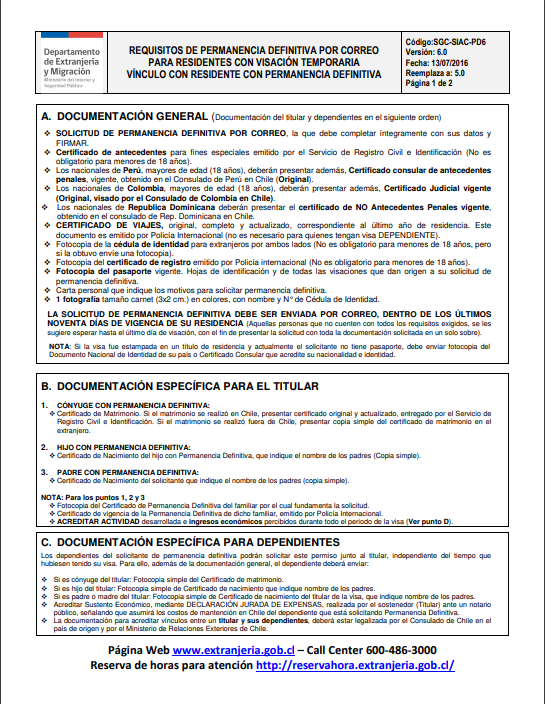 Departamento
de Extranjería
y Migración
Ministerio del Interior y
Seguridad Pública
REQUISITOS DE PERMANENCIA DEFINITIVA POR CORREO
PARA RESIDENTES CON VISACIÓN TEMPORARIA
VÍNCULO CON RESIDENTE CON PERMANENCIA DEFINITIVA
Código:SGC-SIAC-PD6
Versión: 6.0
Fecha: 13/07/2016
Reemplaza a: 5.0
Página 1 de 2
A. DOCUMENTACIÓN GENERAL (Documentación del titular y dependientes en el siguiente orden)
❖ SOLICITUD DE PERMANENCIA DEFINITIVA POR CORREO, la que debe completar íntegramente con sus datos y
FIRMAR.
❖ Certificado de antecedentes para fines especiales emitido por el Servicio de Registro Civil e Identificación (No es
obligatorio para menores de 18 años).
❖ Los nacionales de Perú, mayores de edad (18 años), deberán presentar además, Certificado consular de antecedentes
penales, vigente, obtenido en el Consulado de Perú en Chile (Original).
❖ Los nacionales de Colombia, mayores de edad (18 años), deberán presentar además, Certificado Judicial vigente
(Original, visado por el Consulado de Colombia en Chile).
❖ Los nacionales de Republica Dominicana deberán presentar el certificado de NO Antecedentes Penales vigente,
obtenido en el consulado de Rep. Dominicana en Chile.
❖ CERTIFICADO DE VIAJES, original, completo y actualizado, correspondiente al último año de residencia. Este
documento es emitido por Policía Internacional (no es necesario para quienes tengan visa DEPENDIENTE).
❖ Fotocopia de la cédula de identidad para extranjeros por ambos lados (No es obligatorio para menores de 18 años, pero
si la obtuvo envíe una fotocopia).
❖ Fotocopia del certificado de registro emitido por Policía internacional (No es obligatorio para menores de 18 años).
❖ Fotocopia del pasaporte vigente. Hojas de identificación y de todas las visaciones que dan origen a su solicitud de
permanencia definitiva.
❖ Carta personal que indique los motivos para solicitar permanencia definitiva.
❖ 1 fotografía tamaño carnet (3x2 cm.) en colores, con nombre y N° de Cédula de Identidad.
LA SOLICITUD DE PERMANENCIA DEFINITIVA DEBE SER ENVIADA POR CORREO, DENTRO DE LOS ÚLTIMOS
NOVENTA DÍAS DE VIGENCIA DE SU RESIDENCIA (Aquellas personas que no cuenten con todos los requisitos exigidos, se les
sugiere esperar hasta el último día de visación, con el fin de presentar la solicitud con toda la documentación solicitada en un solo sobre).
NOTA: Si la visa fue estampada en un título de residencia y actualmente el solicitante no tiene pasaporte, debe enviar fotocopia del
Documento Nacional de Identidad de su país o Certificado Consular que acredite su nacionalidad e identidad.
B. DOCUMENTACIÓN ESPECÍFICA PARA EL TITULAR
1. CÓNYUGE CON PERMANENCIA DEFINITIVA:
❖ Certificado de Matrimonio. Si el matrimonio se realizó en Chile, presentar certificado original y actualizado, entregado por el Servicio de
Registro Civil e Identificación. Si el matrimonio se realizó fuera de Chile, presentar copia simple del certificado de matrimonio en el
extranjero.
2. HIJO CON PERMANENCIA DEFINITIVA:
❖ Certificado de Nacimiento del hijo con Permanencia Definitiva, que indique el nombre de los padres (Copia simple).
3. PADRE CON PERMANENCIA DEFINITIVA:
❖ Certificado de Nacimiento del solicitante que indique el nombre de los padres (copia simple).
NOTA: Para los puntos 1, 2 y 3
❖ Fotocopia del Certificado de Permanencia Definitiva del familiar por el cual fundamenta la solicitud.
❖ Certificado de vigencia de la Permanencia Definitiva de dicho familiar, emitido por Policía Internacional.
❖ ACREDITAR ACTIVIDAD desarrollada e ingresos económicos percibidos durante todo el periodo de la visa (Ver punto D).
C. DOCUMENTACIÓN ESPECÍFICA PARA DEPENDIENTES
Los dependientes del solicitante de permanencia definitiva podrán solicitar este permiso junto al titular, independiente del tiempo que
hubiesen tenido su visa. Para ello, además de la documentación general, el dependiente deberá enviar:
❖ Si es cónyuge del titular: Fotocopia simple del Certificado de matrimonio.
❖ Si es hijo del titular: Fotocopia simple de Certificado de nacimiento que indique nombre de los padres.
❖ Si es padre o madre del titular: Fotocopia simple de Certificado de nacimiento del titular de la visa, que indique nombre de los padres.
❖ Acreditar Sustento Económico, mediante DECLARACIÓN JURADA DE EXPENSAS, realizada por el sostenedor (Titular) ante un notario
público, señalando que asumirá los costos de mantención en Chile del dependiente que está solicitando Permanencia Definitiva.
❖ La documentación para acreditar vínculos entre un titular y sus dependientes, deberá estar legalizada por el Consulado de Chile en el
país de origen y por el Ministerio de Relaciones Exteriores de Chile.
Página Web www.extranjeria.gob.cl – Call Center 600-486-3000
Reserva de horas para atención http://reservahora.extranjeria.gob.cl/